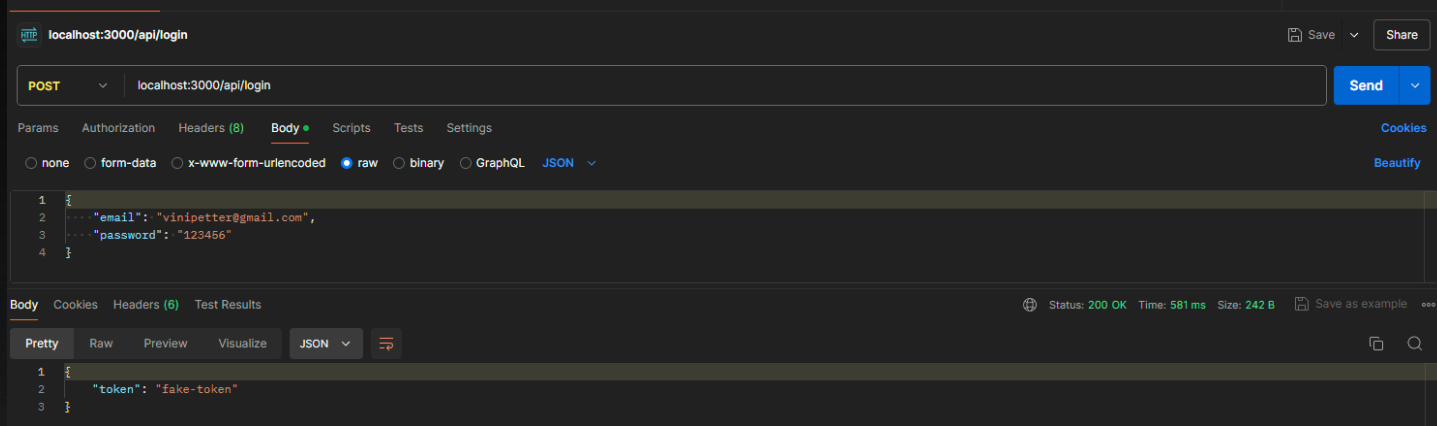 HTTP localhost:3000/api/login Save Share
POST localhost:3000/api/login Send
Params Authorization Headers (8) Body Scripts Tests Settings Cookies
none form-data x-www-form-urlencoded raw binary GraphQL JSON Beautify
1 {
2 "email": "vinipetter@gmail.com",
3 "password": "123456"
4 }
Body Cookies Headers (6) Test Results Status: 200 OK Time: 581 ms Size: 242 B Save as example
Pretty Raw Preview Visualize JSON
1 {
2 "token": "fake-token"
3 }